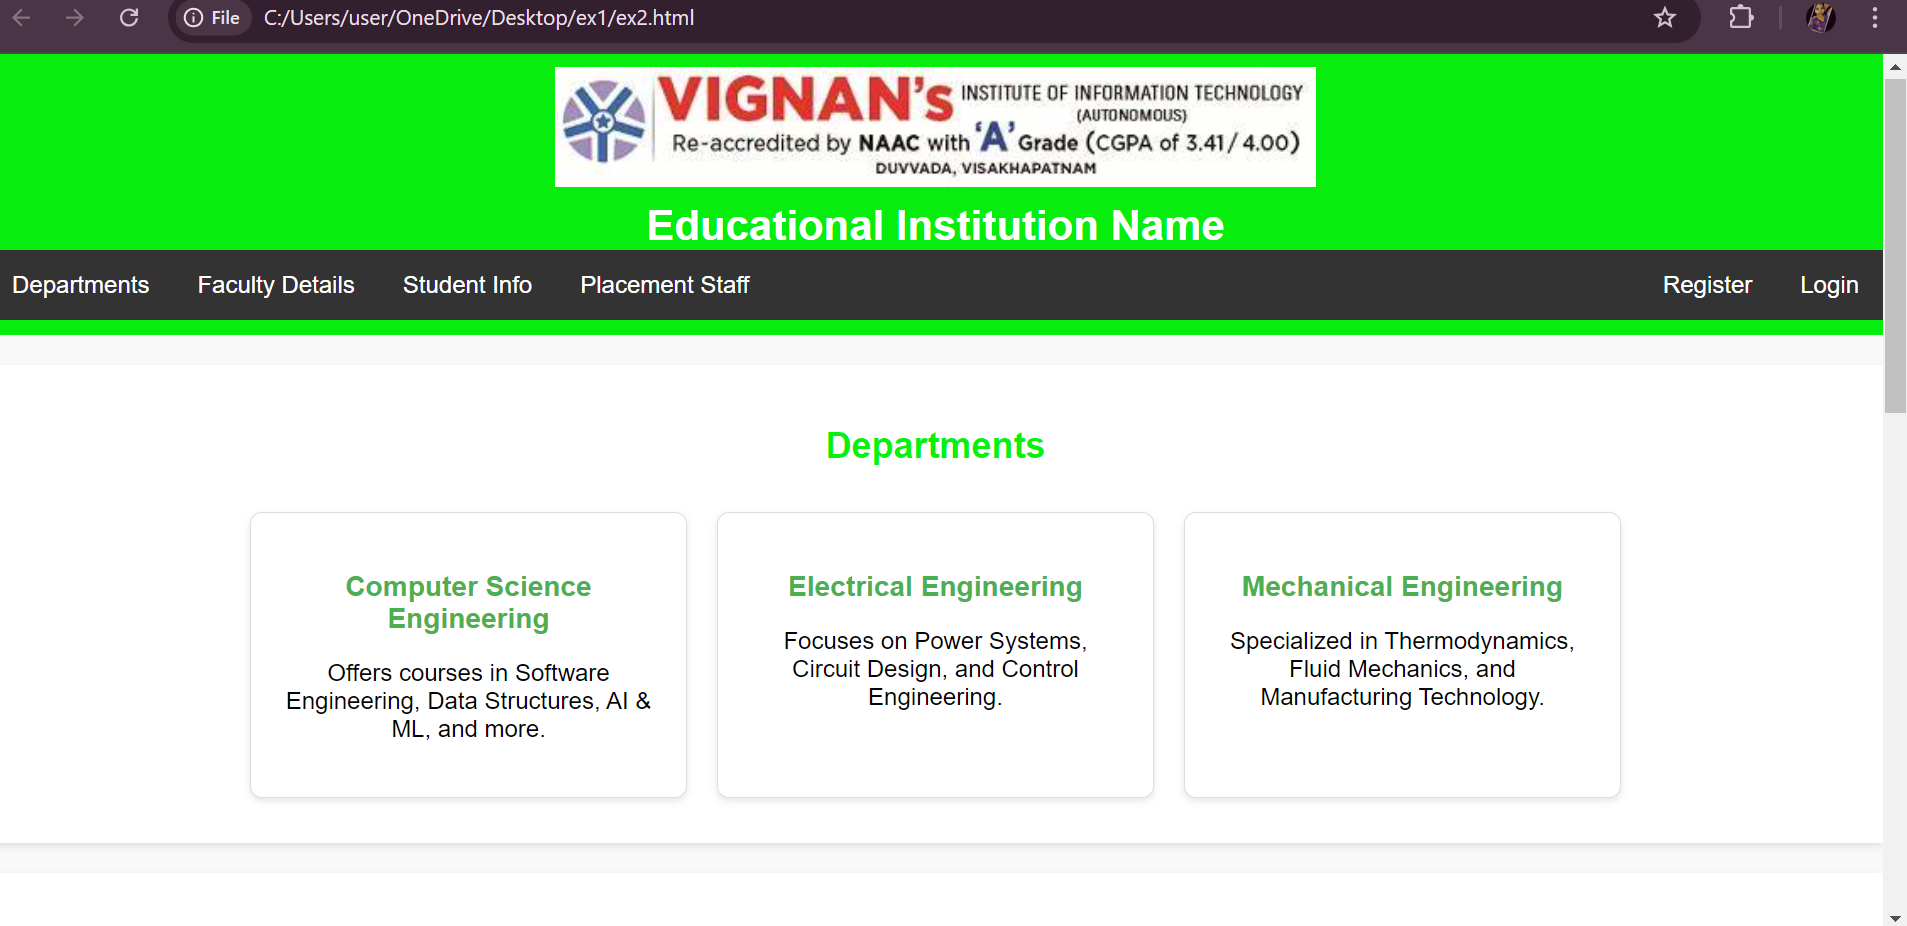 File C:/Users/user/OneDrive/Desktop/ex1/ex2.html
VIGNAN's INSTITUTE OF INFORMATION TECHNOLOGY
(AUTONOMOUS)
Re-accredited by NAAC with 'A' Grade (CGPA of 3.41/ 4.00)
DUVVADA, VISAKHAPATNAM
Educational Institution Name
Departments Faculty Details Student Info Placement Staff Register Login
Departments
Computer Science
Engineering
Offers courses in Software
Engineering, Data Structures, AI &
ML, and more.
Electrical Engineering
Focuses on Power Systems,
Circuit Design, and Control
Engineering.
Mechanical Engineering
Specialized in Thermodynamics,
Fluid Mechanics, and
Manufacturing Technology.